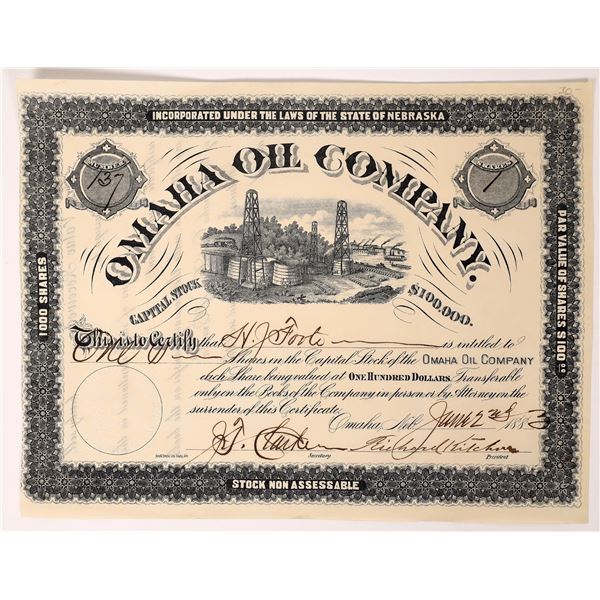 30-
INCORPORATED UNDER THE LAWS OF THE STATE OF NEBRASKA
137
1
OMAHA OIL COMPANY.
CAPITAL STOCK
$100,000.
1000 SHARES
PAR VALUE OF SHARES $100.00
This is to Certify that H. J. Foote is entitled to
Shares in the Capital Stock of the OMAHA OIL COMPANY
each Share being valued at ONE HUNDRED DOLLARS. Transferable
only on the Books of the Company in person or by Attorney on the
surrender of this Certificate
Omaha, Neb. 1883
Secretary
Richard Kitchen
President
STOCK NON ASSESSABLE